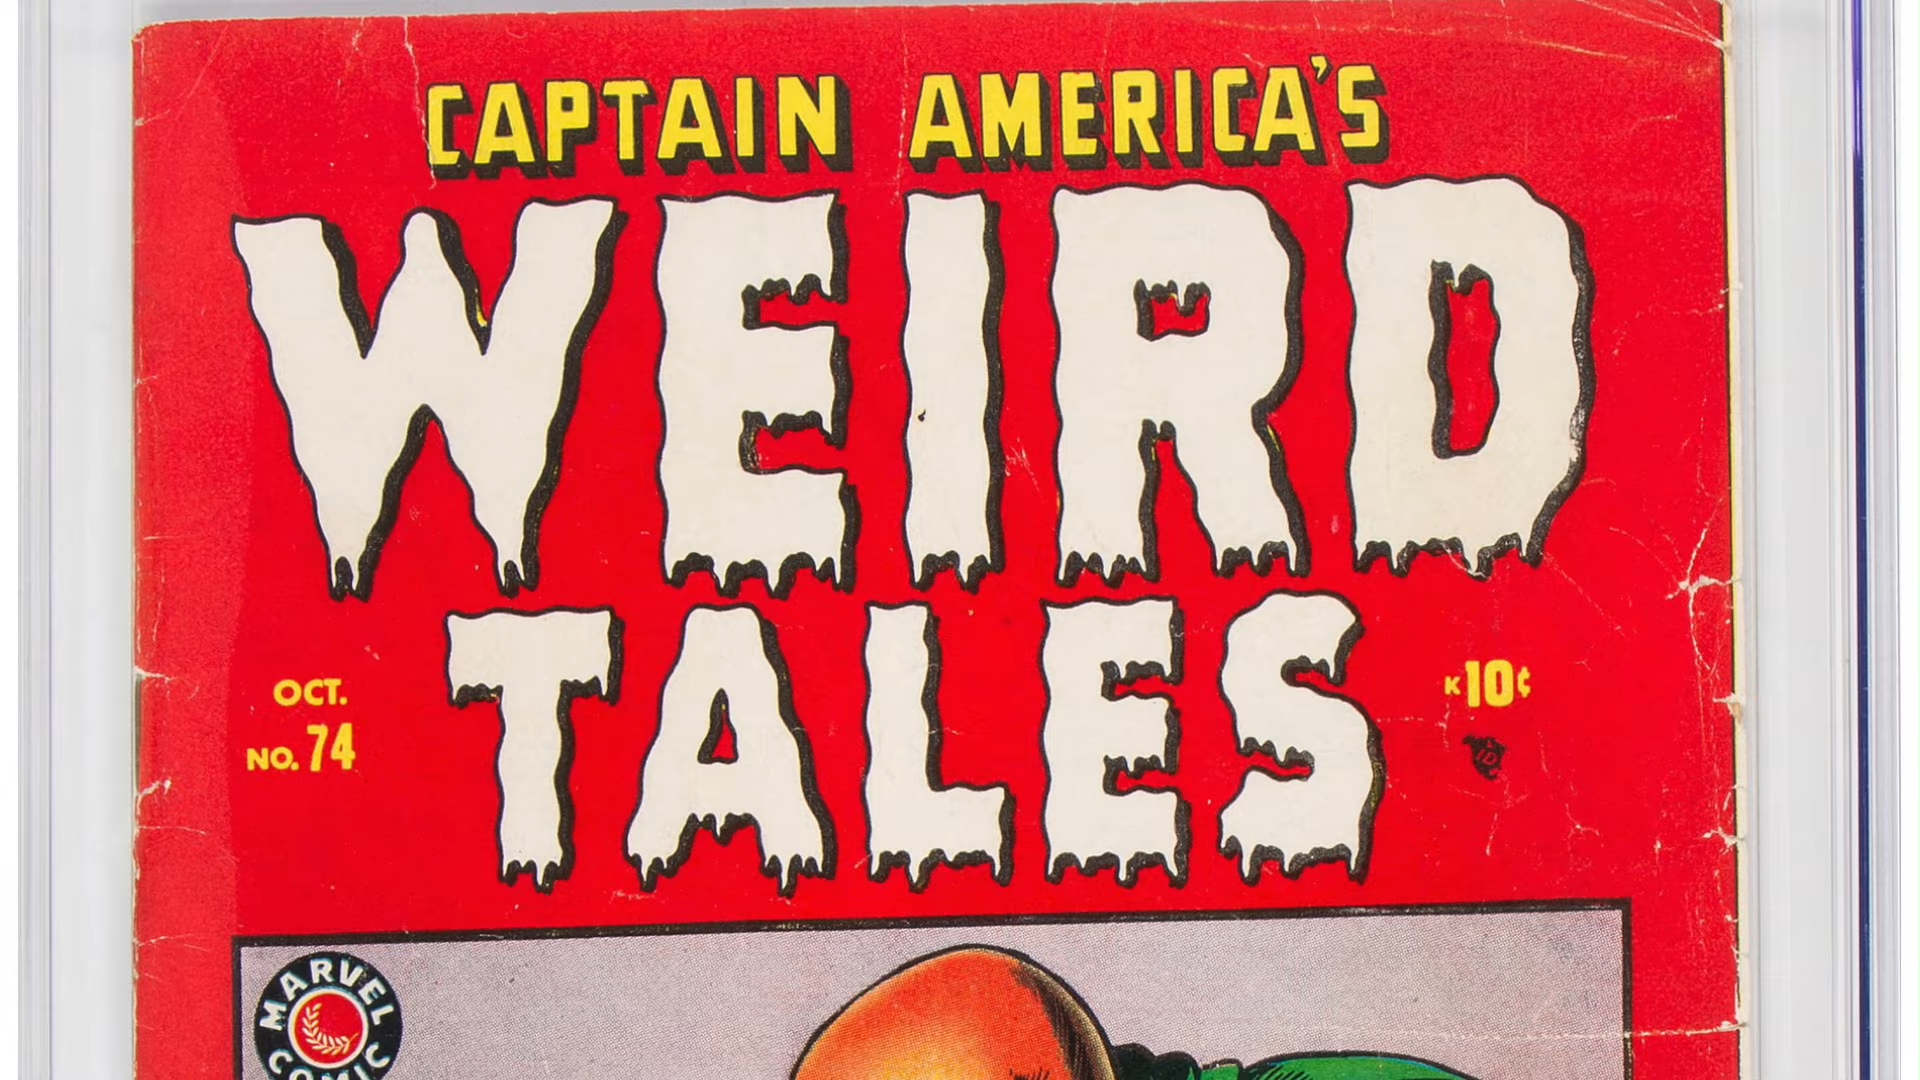 CAPTAIN AMERICA'S
WEIRD
TALES
OCT.
NO. 74
K10¢
MARVEL
COMIC